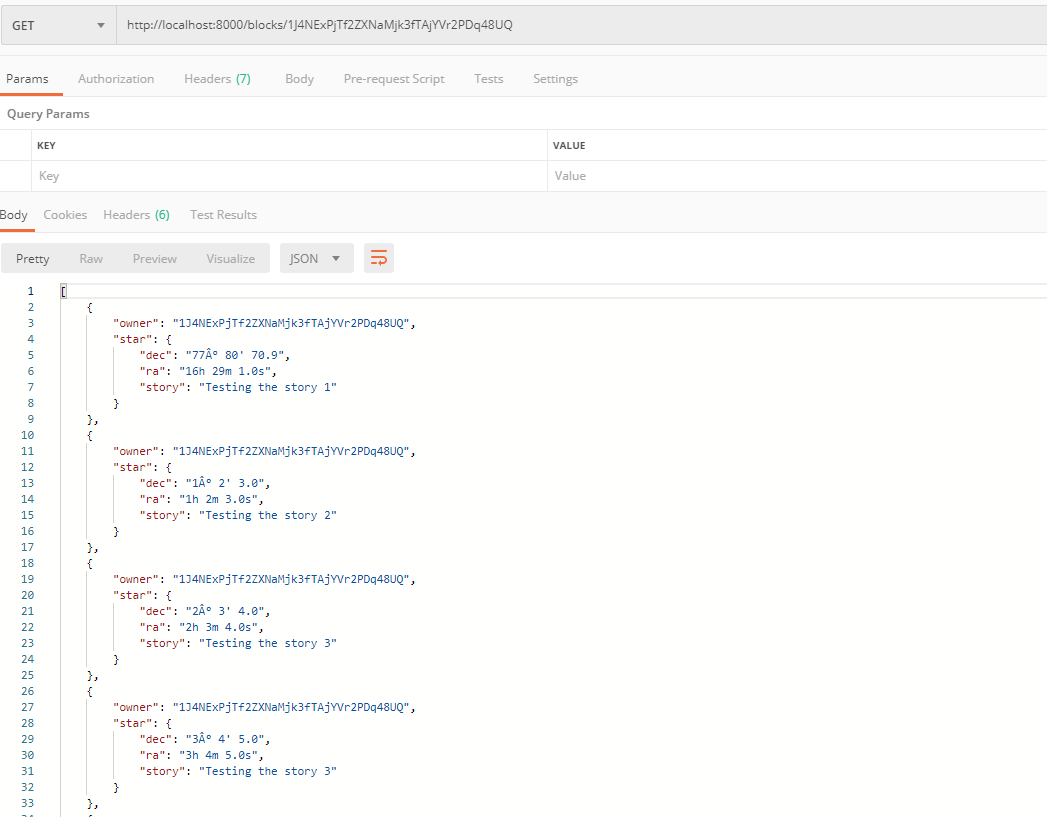 GET http://localhost:8000/blocks/1J4NExPjTf2ZXNaMjk3fTAjYVr2PDq48UQ
Params Authorization Headers (7) Body Pre-request Script Tests Settings
Query Params
KEY VALUE
Key Value
Body Cookies Headers (6) Test Results
Pretty Raw Preview Visualize JSON
1 [
2 {
3 "owner": "1J4NExPjTf2ZXNaMjk3fTAjYVr2PDq48UQ",
4 "star": {
5 "dec": "77Âº 80' 70.9",
6 "ra": "16h 29m 1.0s",
7 "story": "Testing the story 1"
8 }
9 },
10 {
11 "owner": "1J4NExPjTf2ZXNaMjk3fTAjYVr2PDq48UQ",
12 "star": {
13 "dec": "1Âº 2' 3.0",
14 "ra": "1h 2m 3.0s",
15 "story": "Testing the story 2"
16 }
17 },
18 {
19 "owner": "1J4NExPjTf2ZXNaMjk3fTAjYVr2PDq48UQ",
20 "star": {
21 "dec": "2Âº 3' 4.0",
22 "ra": "2h 3m 4.0s",
23 "story": "Testing the story 3"
24 }
25 },
26 {
27 "owner": "1J4NExPjTf2ZXNaMjk3fTAjYVr2PDq48UQ",
28 "star": {
29 "dec": "3Âº 4' 5.0",
30 "ra": "3h 4m 5.0s",
31 "story": "Testing the story 3"
32 }
33 },